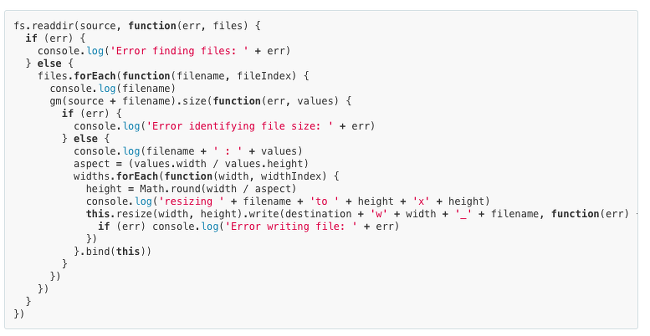 fs.readdir(source, function(err, files) {
  if (err) {
    console.log('Error finding files: ' + err)
  } else {
    files.forEach(function(filename, fileIndex) {
      console.log(filename)
      gm(source + filename).size(function(err, values) {
        if (err) {
          console.log('Error identifying file size: ' + err)
        } else {
          console.log(filename + ' : ' + values)
          aspect = (values.width / values.height)
          widths.forEach(function(width, widthIndex) {
            height = Math.round(width / aspect)
            console.log('resizing ' + filename + 'to ' + height + 'x' + height)
            this.resize(width, height).write(destination + 'w' + width + '_' + filename, function(err)
              if (err) console.log('Error writing file: ' + err)
            })
          }.bind(this))
        }
      })
    })
  }
})